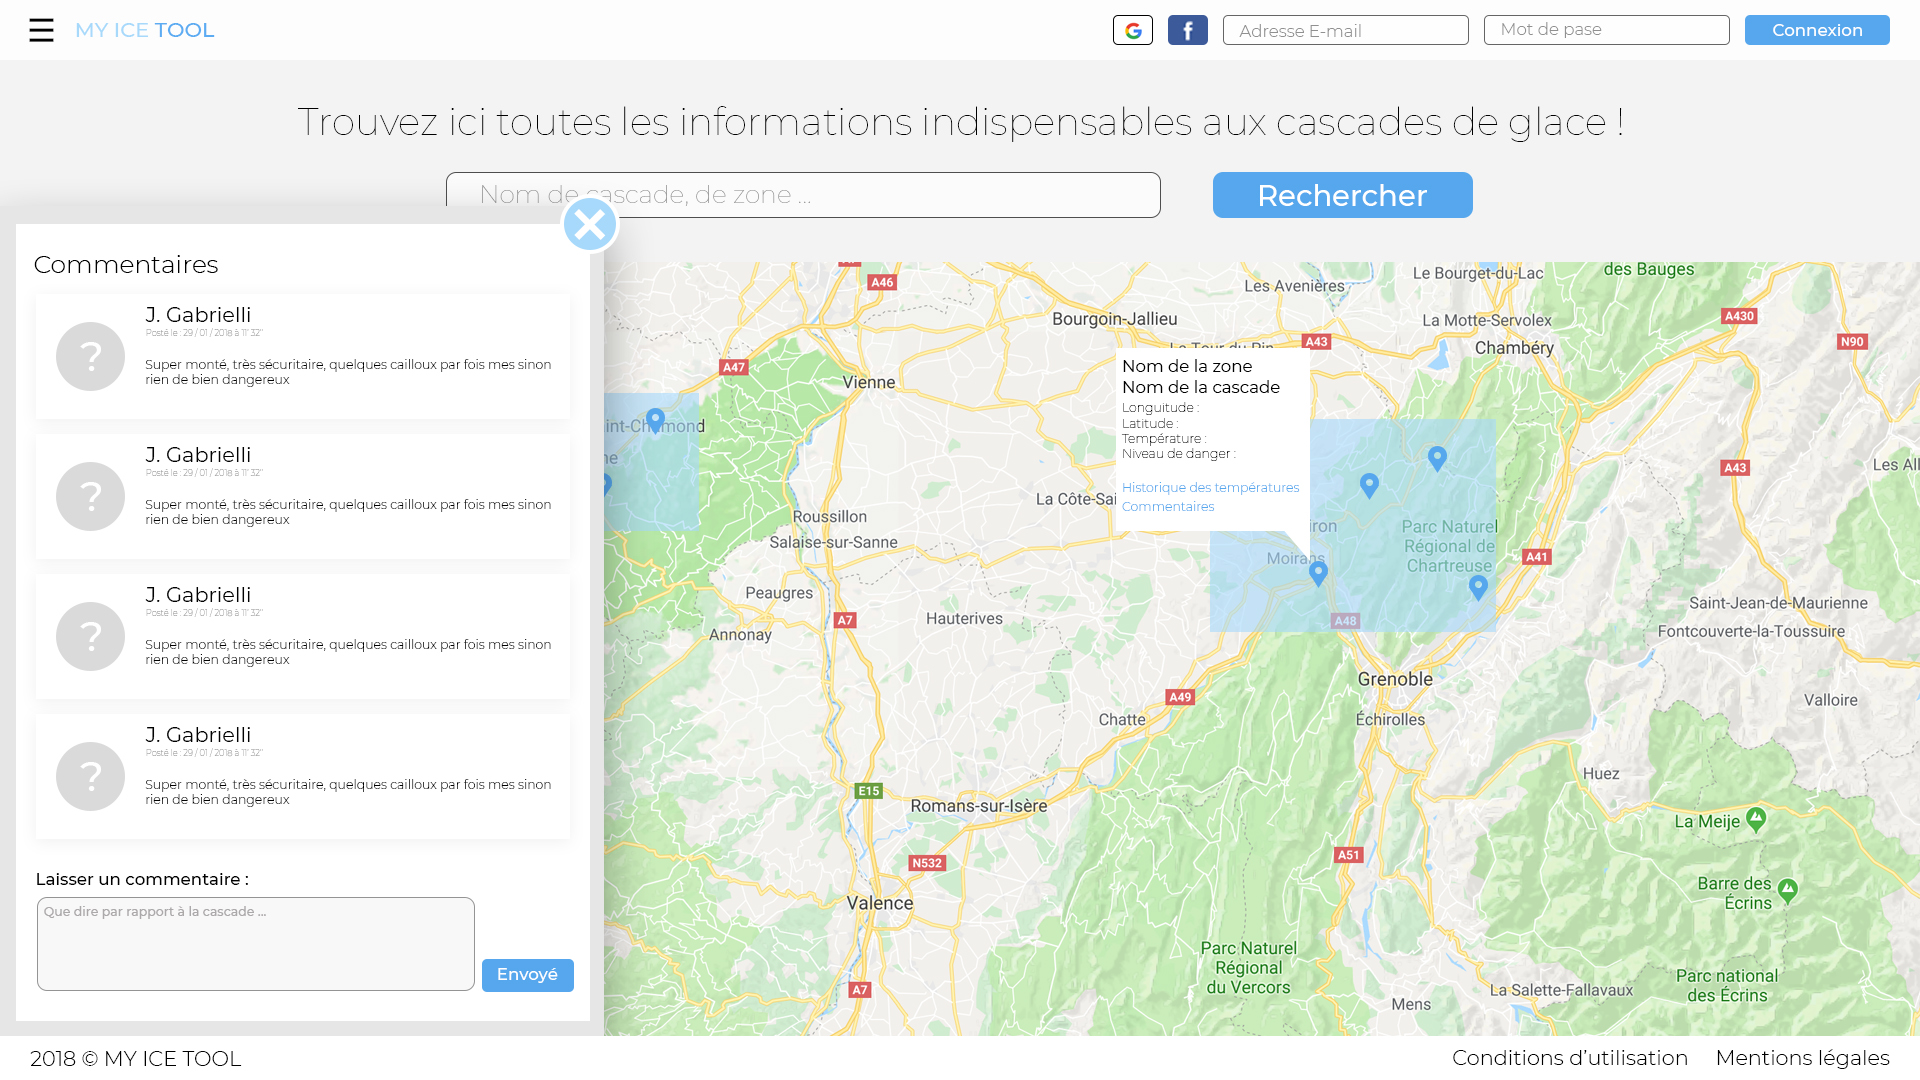 MY ICE TOOL
Adresse E-mail
Mot de pase
Connexion
Trouvez ici toutes les informations indispensables aux cascades de glace !
Nom de cascade, de zone ...
Rechercher
Commentaires
J. Gabrielli
Posté le : 29 / 01 / 2018 à 11' 32"
Super monté, très sécuritaire, quelques cailloux par fois mes sinon
rien de bien dangereux
J. Gabrielli
Posté le : 29 / 01 / 2018 à 11' 32"
Super monté, très sécuritaire, quelques cailloux par fois mes sinon
rien de bien dangereux
J. Gabrielli
Posté le : 29 / 01 / 2018 à 11' 32"
Super monté, très sécuritaire, quelques cailloux par fois mes sinon
rien de bien dangereux
J. Gabrielli
Posté le : 29 / 01 / 2018 à 11' 32"
Super monté, très sécuritaire, quelques cailloux par fois mes sinon
rien de bien dangereux
Laisser un commentaire :
Que dire par rapport à la cascade ...
Envoyé
A46
Les Avenières
Le Bourget-du-Lac
des Bauges
Bourgoin-Jallieu
La Motte-Servolex
A430
La Tour du Pin
A43
Chambéry
N90
A47
Vienne
Nom de la zone
Nom de la cascade
Longuitude :
Latitude :
Température :
Niveau de danger :
Historique des températures
Commentaires
int-Chamond
ne
A43
Les All
La Côte-Sai
Roussillon
Salaise-sur-Sanne
iron
Moirans
Parc Naturel
Régional de
Chartreuse
A41
Peaugres
A7
Hauterives
Annonay
A48
Saint-Jean-de-Maurienne
Fontcouverte-la-Toussuire
Grenoble
A49
Chatte
Échirolles
Valloire
Huez
E15
Romans-sur-Isère
La Meije
N532
A51
Valence
Barre des
Écrins
Parc Naturel
Régional
du Vercors
A7
Mens
La Salette-Fallavaux
Parc national
des Écrins
2018 © MY ICE TOOL
Conditions d'utilisation
Mentions légales